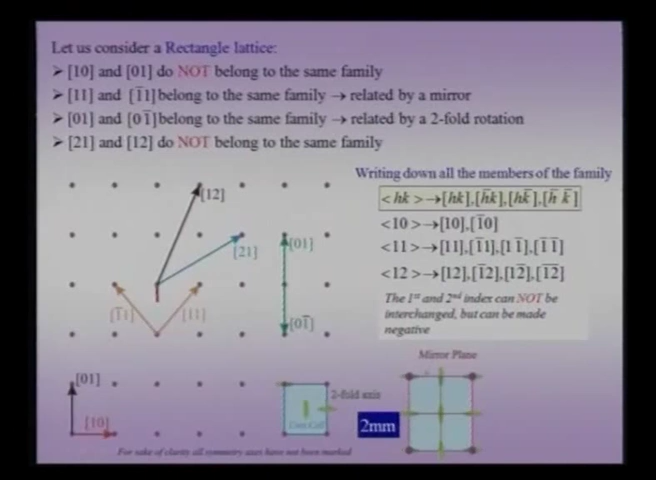 Let us consider a Rectangle lattice:
➢ [10] and [01] do NOT belong to the same family
➢ [11] and [1̅1] belong to the same family → related by a mirror
➢ [01] and [01̅] belong to the same family → related by a 2-fold rotation
➢ [21] and [12] do NOT belong to the same family
Writing down all the members of the family
< hk >→[hk],[h̅k],[hk̅],[h̅ k̅]
< 10 >→[10],[1̅0]
< 11 >→[11],[1̅1],[11̅],[1̅1̅]
< 12 >→[12],[1̅2],[12̅],[1̅2̅]
The 1st and 2nd index can NOT be
interchanged, but can be made
negative
[12]
[21]
[01]
[1̅1]
[11]
[01̅]
Mirror Plane
[01]
[10]
2-fold axis
Unit Cell
2mm
For sake of clarity all symmetry axes have not been marked